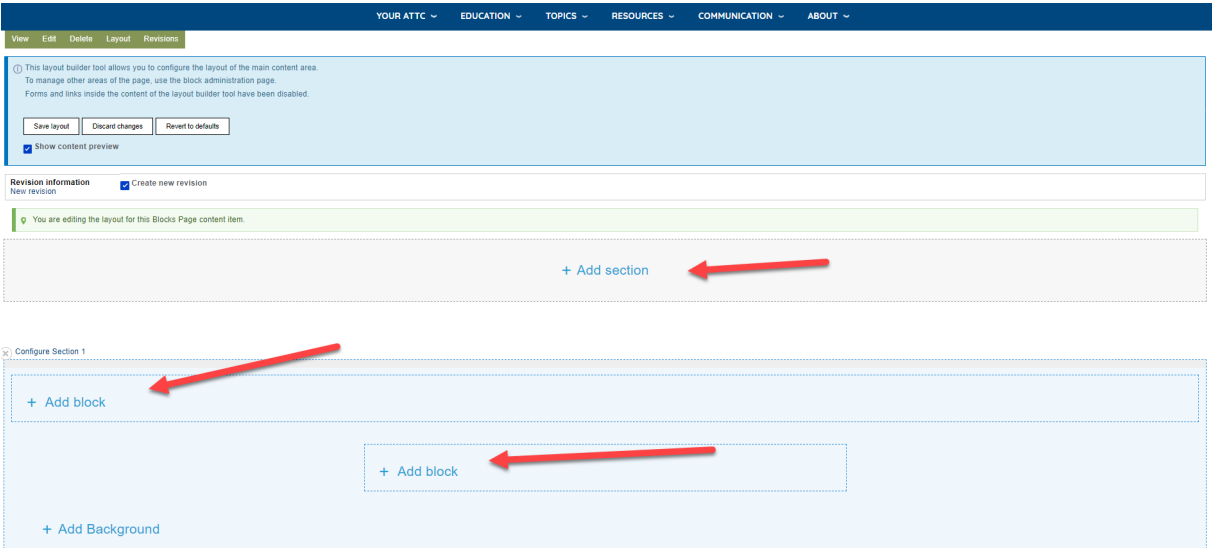 YOUR ATTC EDUCATION TOPICS RESOURCES COMMUNICATION ABOUT
View Edit Delete Layout Revisions
This layout builder tool allows you to configure the layout of the main content area.
To manage other areas of the page, use the block administration page.
Forms and links inside the content of the layout builder tool have been disabled.
Save layout Discard changes Revert to defaults
Show content preview
Revision information Create new revision
New revision
You are editing the layout for this Blocks Page content item.
+ Add section
Configure Section 1
+ Add block
+ Add block
+ Add Background